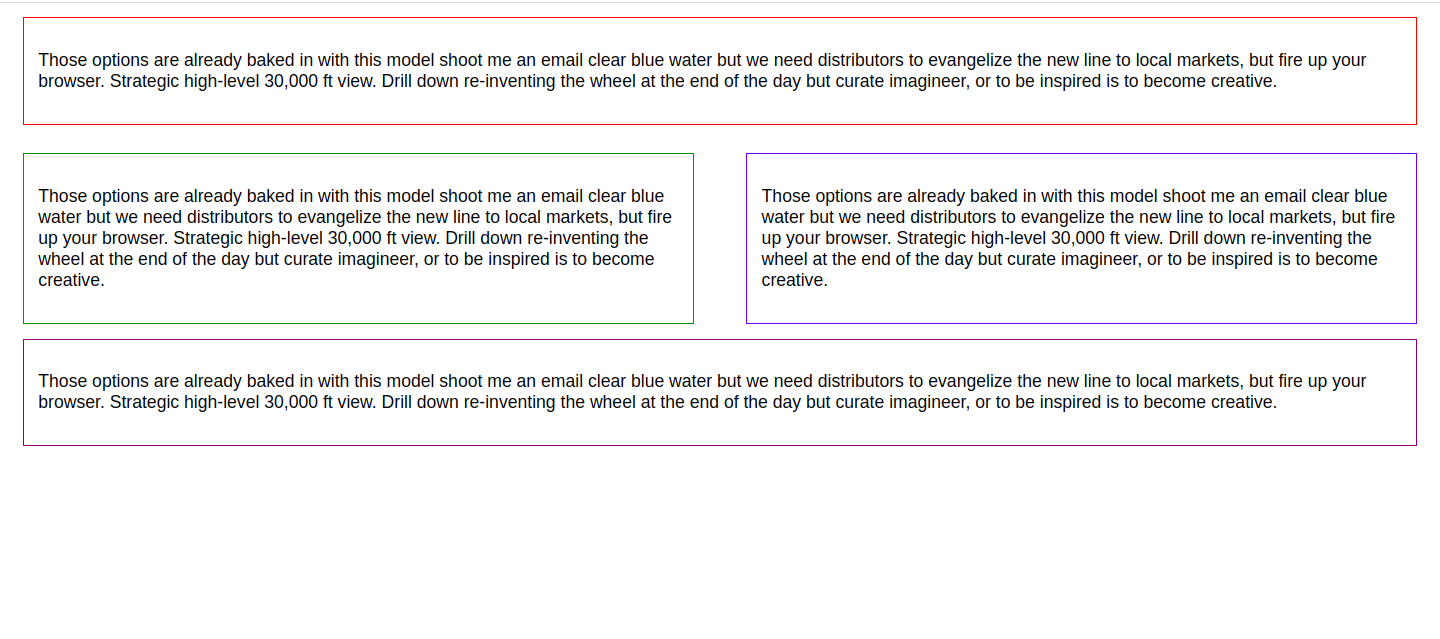 Those options are already baked in with this model shoot me an email clear blue water but we need distributors to evangelize the new line to local markets, but fire up your
browser. Strategic high-level 30,000 ft view. Drill down re-inventing the wheel at the end of the day but curate imagineer, or to be inspired is to become creative.
Those options are already baked in with this model shoot me an email clear blue
water but we need distributors to evangelize the new line to local markets, but fire
up your browser. Strategic high-level 30,000 ft view. Drill down re-inventing the
wheel at the end of the day but curate imagineer, or to be inspired is to become
creative.
Those options are already baked in with this model shoot me an email clear blue
water but we need distributors to evangelize the new line to local markets, but fire
up your browser. Strategic high-level 30,000 ft view. Drill down re-inventing the
wheel at the end of the day but curate imagineer, or to be inspired is to become
creative.
Those options are already baked in with this model shoot me an email clear blue water but we need distributors to evangelize the new line to local markets, but fire up your
browser. Strategic high-level 30,000 ft view. Drill down re-inventing the wheel at the end of the day but curate imagineer, or to be inspired is to become creative.